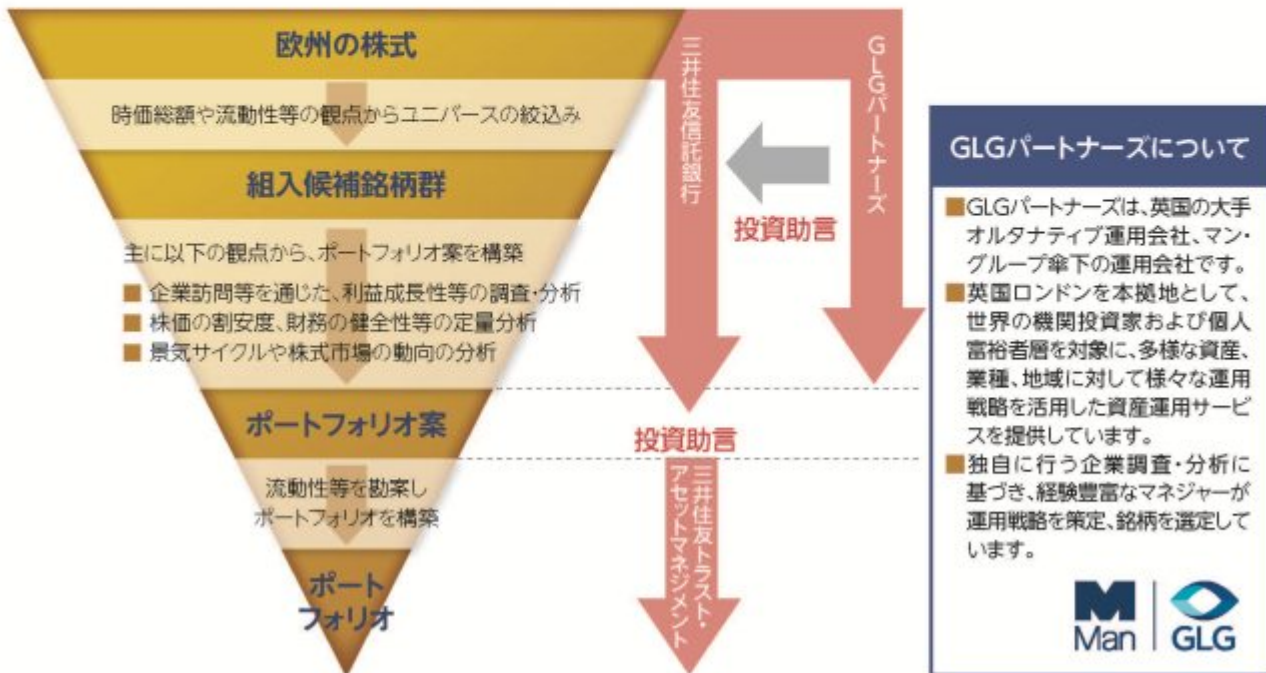 欧州の株式
時価総額や流動性等の観点からユニバースの絞込み
組入候補銘柄群
主に以下の観点から、ポートフォリオ案を構築
■ 企業訪問等を通じた、利益成長性等の調査・分析
■ 株価の割安度、財務の健全性等の定量分析
■ 景気サイクルや株式市場の動向の分析
ポートフォリオ案
流動性等を勘案し
ポートフォリオを構築
ポート
フォリオ
三井住友信託銀行
GLGパートナーズ
投資助言
投資助言
三井住友トラスト・
アセットマネジメント
GLGパートナーズについて
■GLGパートナーズは、英国の大手
オルタナティブ運用会社、マン・
グループ傘下の運用会社です。
■英国ロンドンを本拠地として、
世界の機関投資家および個人
富裕者層を対象に、多様な資産、
業種、地域に対して様々な運用
戦略を活用した資産運用サービ
スを提供しています。
■独自に行う企業調査・分析に
基づき、経験豊富なマネジャーが
運用戦略を策定、銘柄を選定して
います。
M
Man
GLG